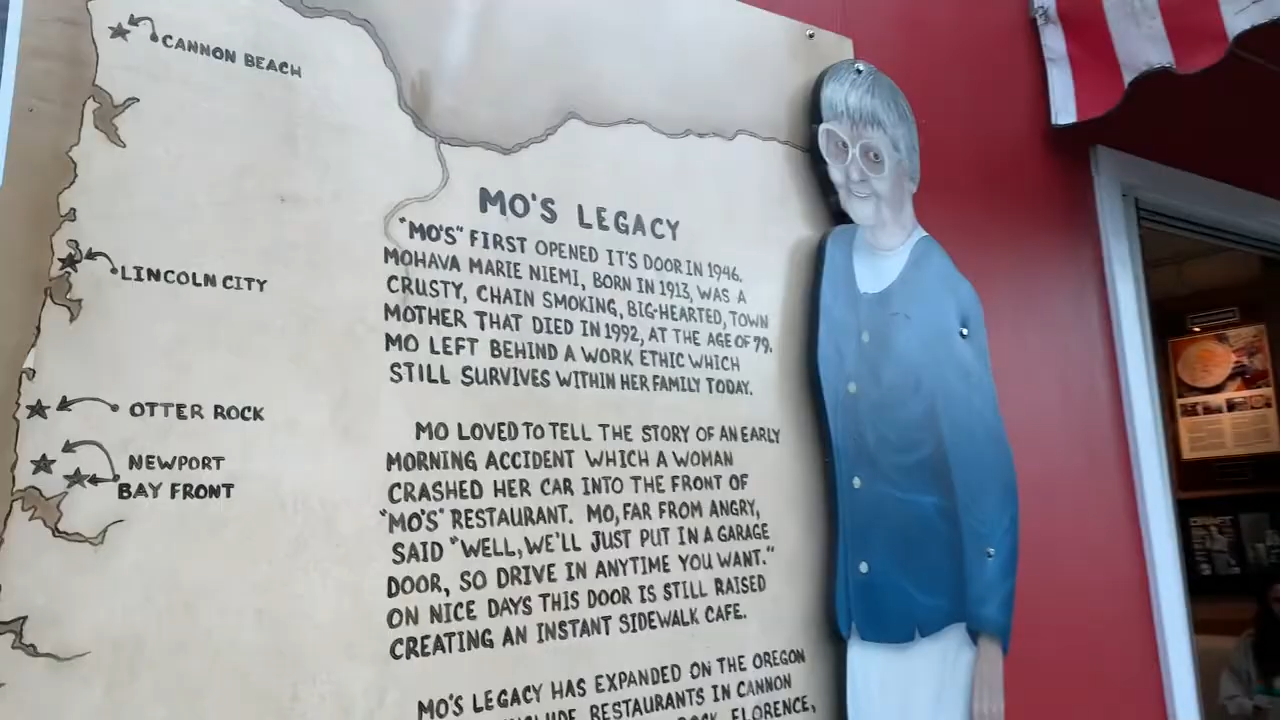 CANNON BEACH
LINCOLN CITY
OTTER ROCK
NEWPORT
BAY FRONT
MO'S LEGACY
"MO'S" FIRST OPENED IT'S DOOR IN 1946.
MOHAVA MARIE NIEMI, BORN IN 1913, WAS A
CRUSTY, CHAIN SMOKING, BIG-HEARTED, TOWN
MOTHER THAT DIED IN 1992, AT THE AGE OF 79.
MO LEFT BEHIND A WORK ETHIC WHICH
STILL SURVIVES WITHIN HER FAMILY TODAY.
MO LOVED TO TELL THE STORY OF AN EARLY
MORNING ACCIDENT WHICH A WOMAN
CRASHED HER CAR INTO THE FRONT OF
"MO'S" RESTAURANT. MO, FAR FROM ANGRY,
SAID "WELL, WE'LL JUST PUT IN A GARAGE
DOOR, SO DRIVE IN ANYTIME YOU WANT."
ON NICE DAYS THIS DOOR IS STILL RAISED
CREATING AN INSTANT SIDEWALK CAFE.
MO'S LEGACY HAS EXPANDED ON THE OREGON
RESTAURANTS IN CANNON
FLORENCE,